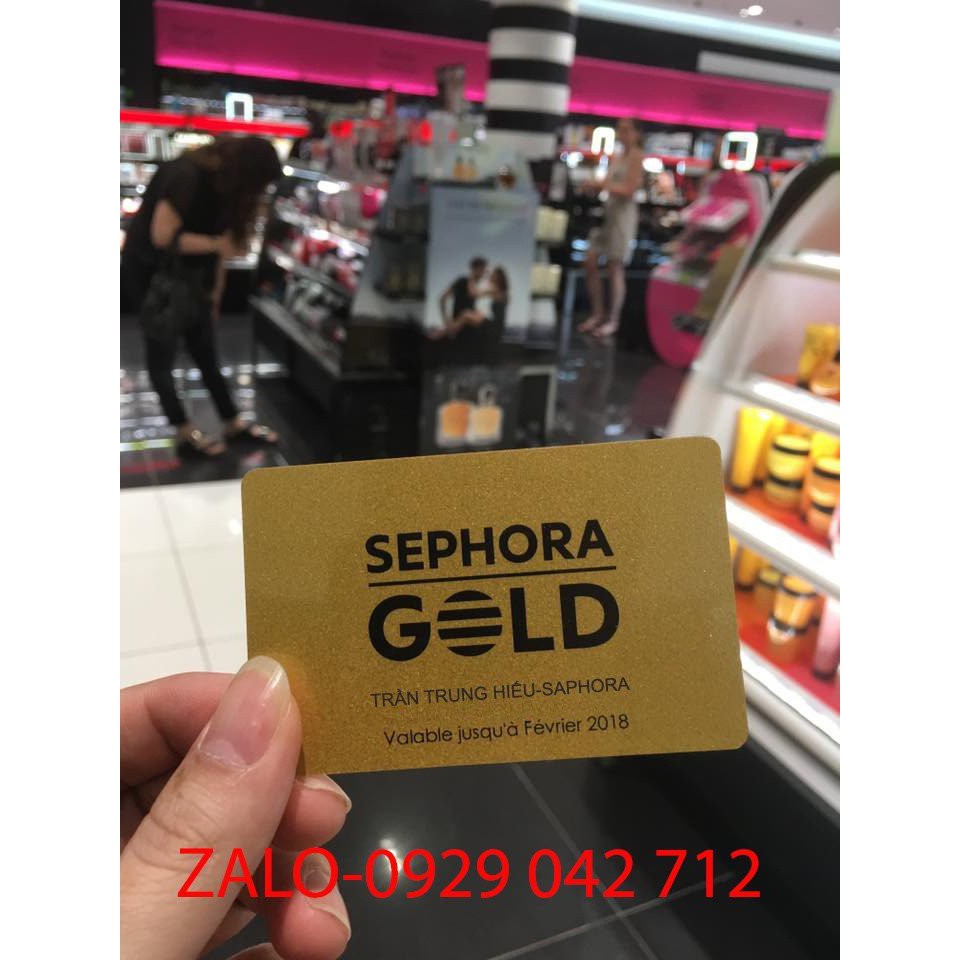 SEPHORA
GOLD
TRẦN TRUNG HIẾU-SAPHORA
Valable jusqu'à Février 2018
ZALO-0929 042 712